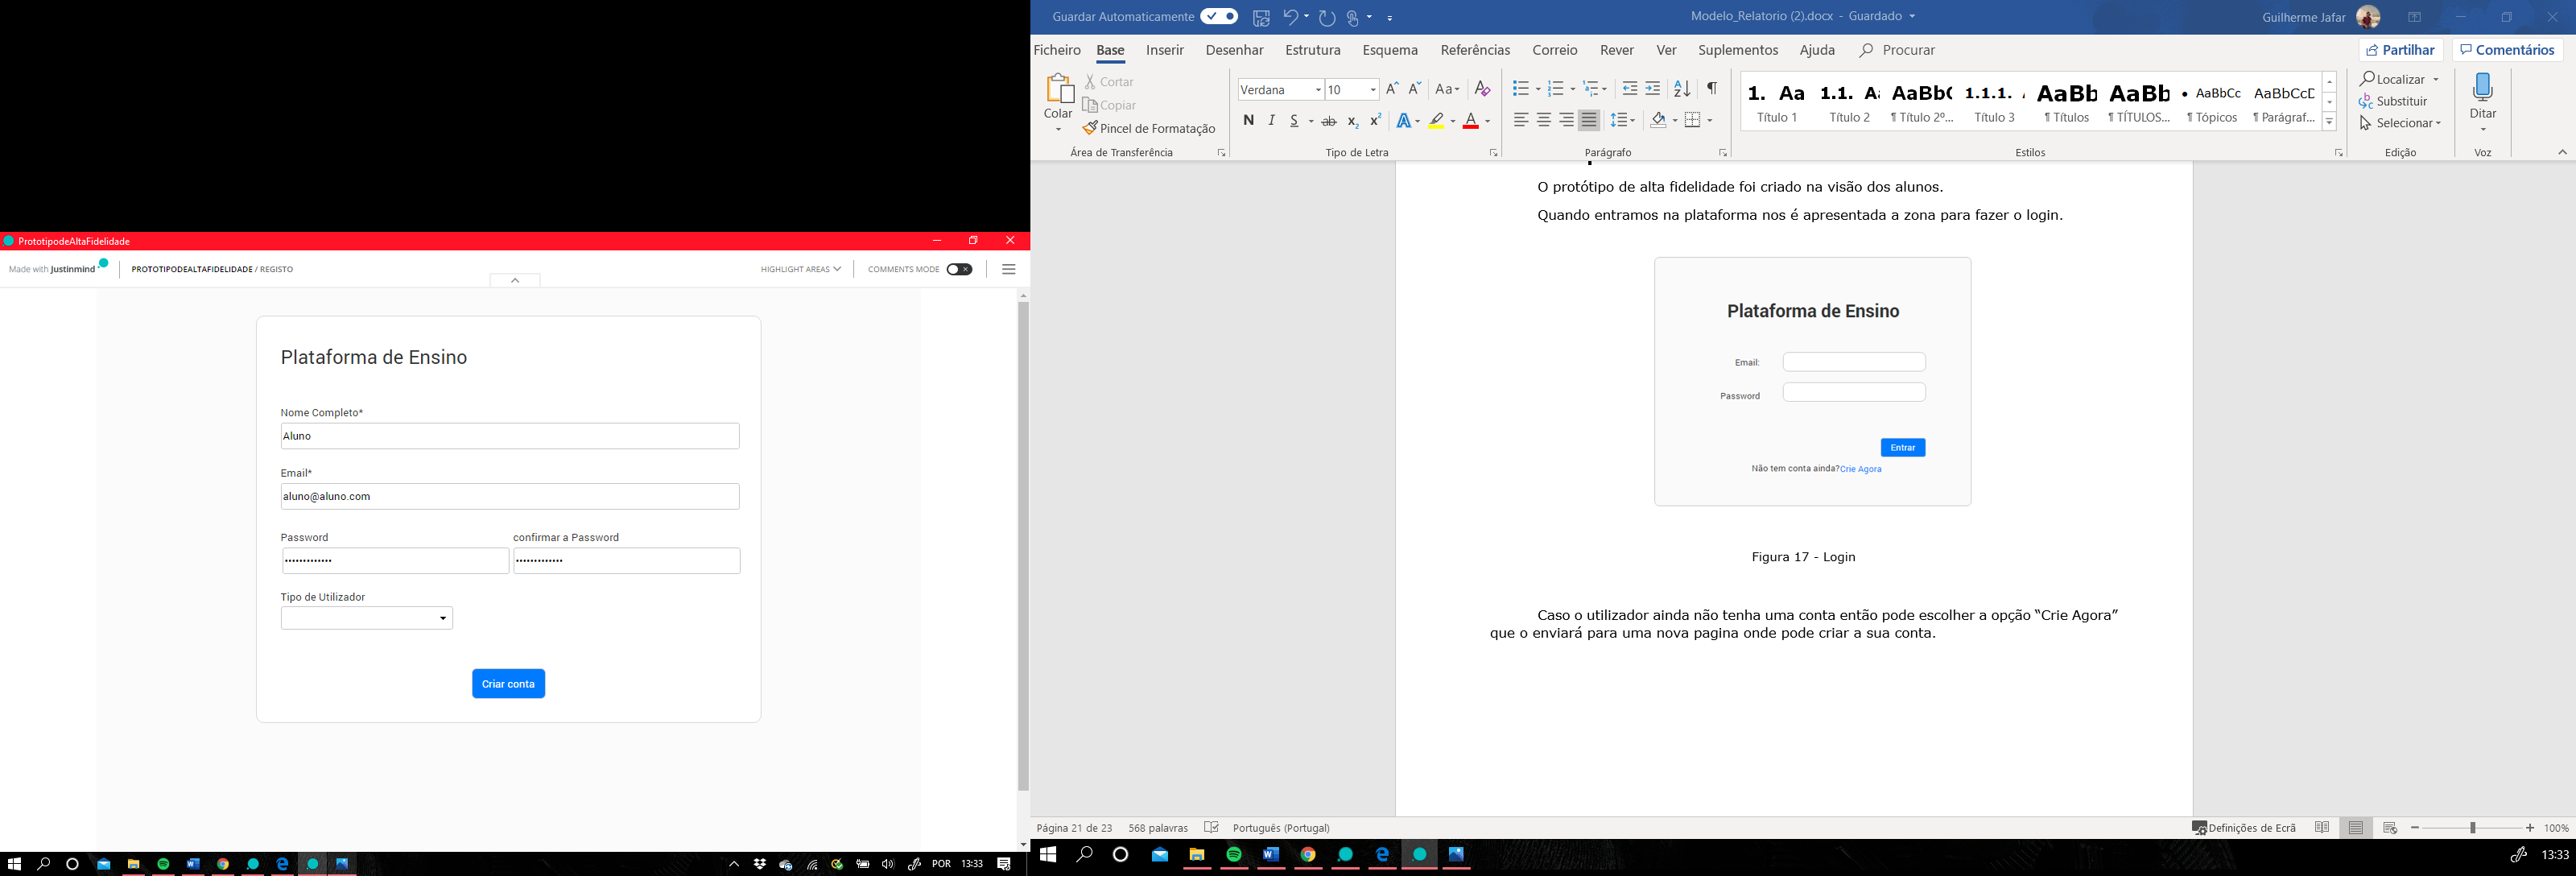 PrototipodeAltaFidelidade
Made with Justinmind
PROTOTIPODEALTAFIDELIDADE / REGISTO
HIGHLIGHT AREAS
COMMENTS MODE
Plataforma de Ensino
Nome Completo*
Aluno
Email*
aluno@aluno.com
Password confirmar a Password
••••••••••••• •••••••••••••
Tipo de Utilizador
Criar conta
POR 13:33
Guardar Automaticamente
Modelo_Relatorio (2).docx - Guardado
Guilherme Jafar
Ficheiro Base Inserir Desenhar Estrutura Esquema Referências Correio Rever Ver Suplementos Ajuda Procurar
Partilhar Comentários
Colar
Cortar
Copiar
Pincel de Formatação
Área de Transferência
Verdana 10
N I S ab x₂ x²
Tipo de Letra
Parágrafo
1. Aa 1.1. A AaBb( 1.1.1. AaBb AaBb • AaBbCc AaBbCcD
Título 1 ¶ Título 2 ¶ Título 2º... Título 3 ¶ Títulos ¶ TÍTULOS... ¶ Tópicos ¶ Parágraf...
Estilos
Localizar
Substituir
Selecionar
Edição
Ditar
Voz
O protótipo de alta fidelidade foi criado na visão dos alunos.
Quando entramos na plataforma nos é apresentada a zona para fazer o login.
Plataforma de Ensino
Email:
Password
Entrar
Não tem conta ainda?Crie Agora
Figura 17 - Login
Caso o utilizador ainda não tenha uma conta então pode escolher a opção “Crie Agora”
que o enviará para uma nova pagina onde pode criar a sua conta.
Página 21 de 23 568 palavras Português (Portugal)
Definições de Ecrã
100%
13:33